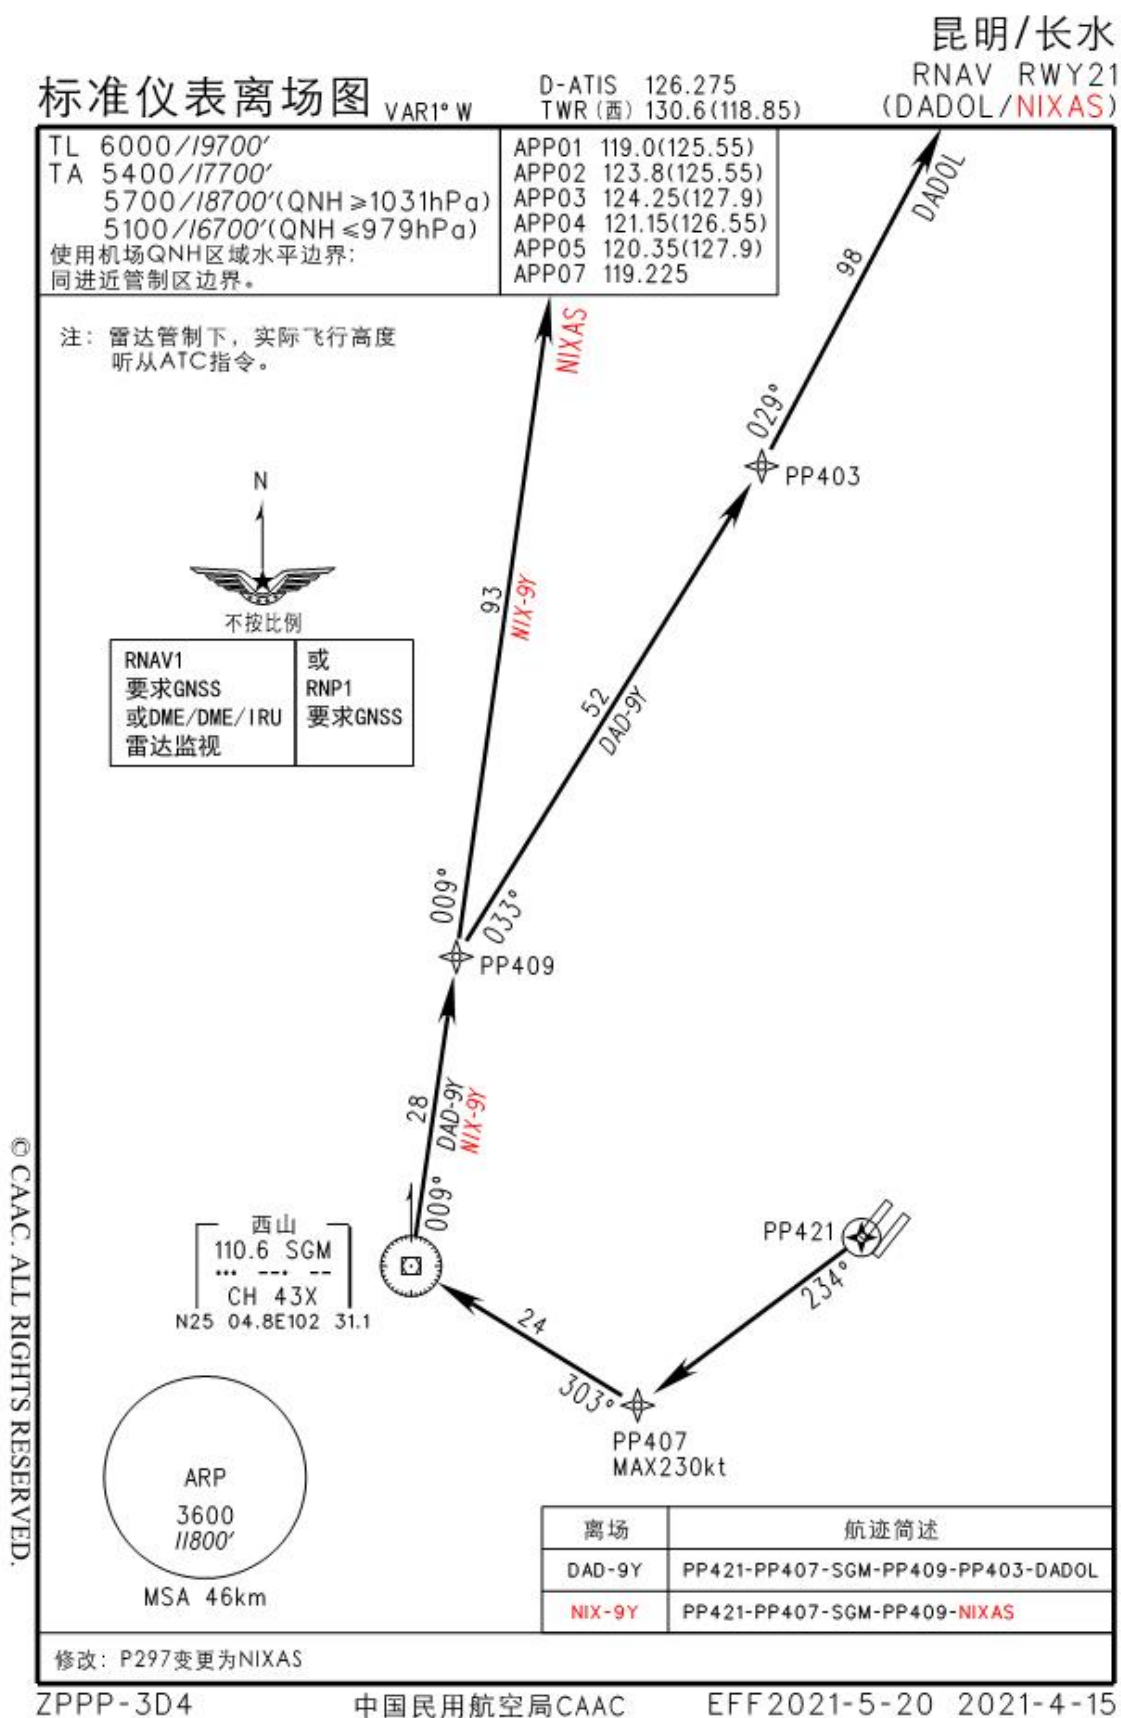 昆明/长水
标准仪表离场图 VAR1° W
D-ATIS 126.275
TWR(西) 130.6(118.85)
RNAV RWY21
(DADOL/NIXAS)
TL 6000/19700′
TA 5400/17700′
5700/18700′(QNH≥1031hPa)
5100/16700′(QNH≤979hPa)
使用机场QNH区域水平边界:
同进近管制区边界。
APP01 119.0(125.55)
APP02 123.8(125.55)
APP03 124.25(127.9)
APP04 121.15(126.55)
APP05 120.35(127.9)
APP07 119.225
DADOL
98
注: 雷达管制下, 实际飞行高度
听从ATC指令。
NIXAS
029°
PP403
N
不按比例
93
NIX-9Y
RNAV1
要求GNSS
或DME/DME/IRU
雷达监视
或
RNP1
要求GNSS
52
DAD-9Y
009°
033°
PP409
28
DAD-9Y
NIX-9Y
009°
西山
110.6 SGM
CH 43X
N25 04.8E102 31.1
PP421
234°
24
303°
PP407
MAX230kt
ARP
3600
11800′
MSA 46km
离场 航迹简述
DAD-9Y PP421-PP407-SGM-PP409-PP403-DADOL
NIX-9Y PP421-PP407-SGM-PP409-NIXAS
修改: P297变更为NIXAS
ZPPP-3D4 中国民用航空局CAAC EFF2021-5-20 2021-4-15
© CAAC. ALL RIGHTS RESERVED.